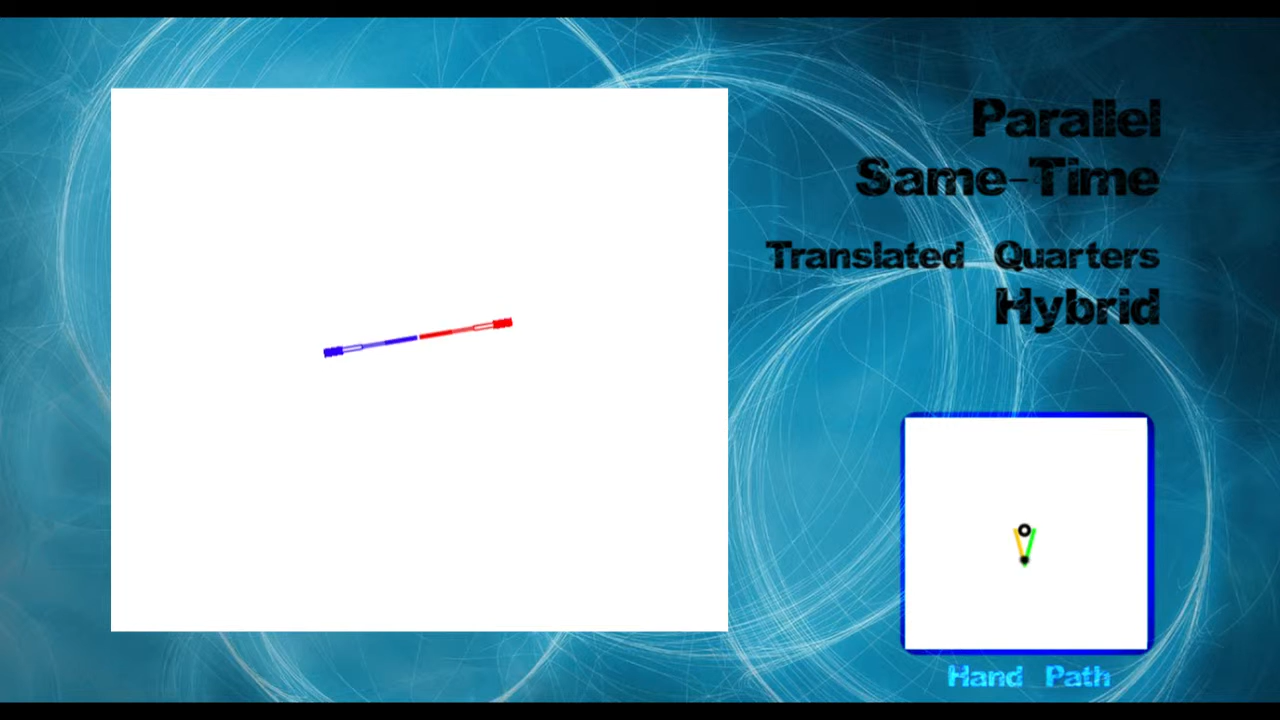 Parallel
Same-Time
Translated Quarters
Hybrid
Hand Path